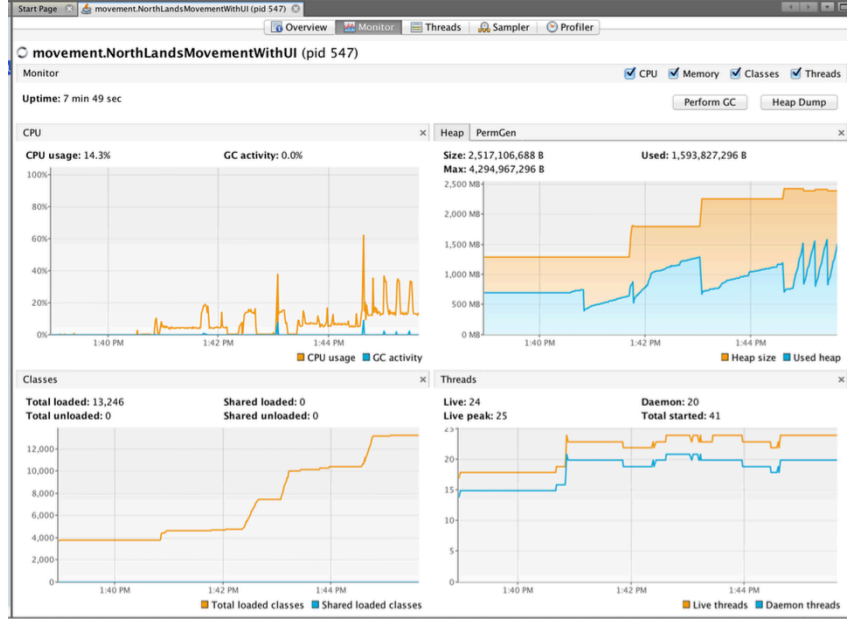 Start Page
movement.NorthLandsMovementWithUI (pid 547)
Overview Monitor Threads Sampler Profiler
movement.NorthLandsMovementWithUI (pid 547)
Monitor
CPU Memory Classes Threads
Uptime: 7 min 49 sec
Perform GC Heap Dump
CPU
CPU usage: 14.3% GC activity: 0.0%
100%
80%
60%
40%
20%
0%
1:40 PM 1:42 PM 1:44 PM
CPU usage GC activity
Heap PermGen
Size: 2,517,106,688 B Used: 1,593,827,296 B
Max: 4,294,967,296 B
2,500 MB
2,000 MB
1,500 MB
1,000 MB
500 MB
0 MB
1:40 PM 1:42 PM 1:44 PM
Heap size Used heap
Classes
Total loaded: 13,246 Shared loaded: 0
Total unloaded: 0 Shared unloaded: 0
12,000
10,000
8,000
6,000
4,000
2,000
0
1:40 PM 1:42 PM 1:44 PM
Total loaded classes Shared loaded classes
Threads
Live: 24 Daemon: 20
Live peak: 25 Total started: 41
25
20
15
10
5
0
1:40 PM 1:42 PM 1:44 PM
Live threads Daemon threads